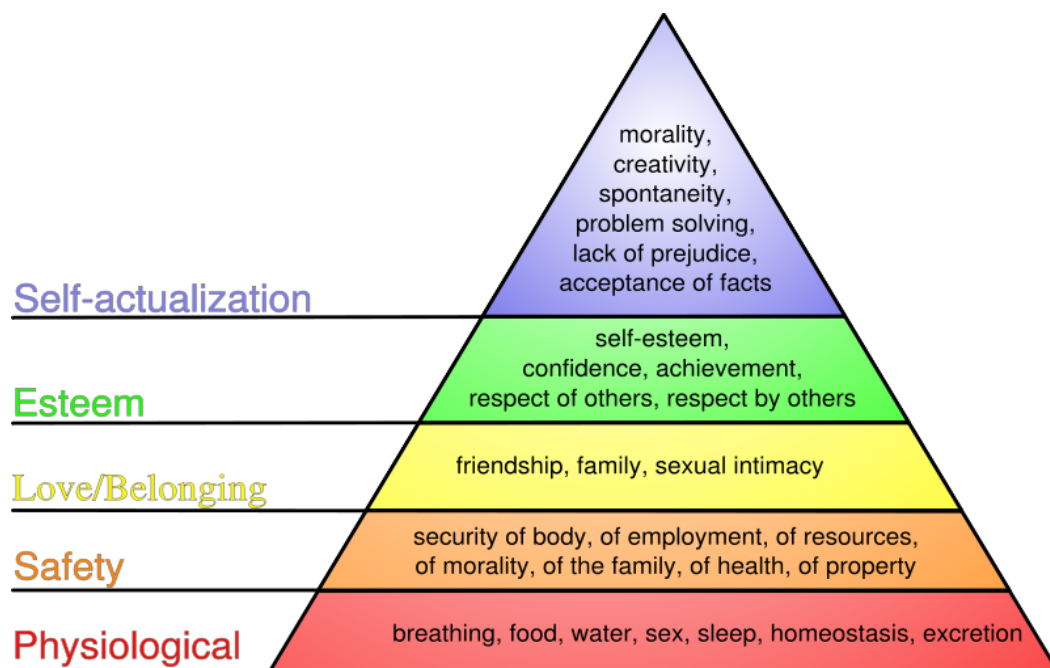 morality,
creativity,
spontaneity,
problem solving,
lack of prejudice,
acceptance of facts
Self-actualization
self-esteem,
confidence, achievement,
respect of others, respect by others
Esteem
friendship, family, sexual intimacy
Love/Belonging
security of body, of employment, of resources,
of morality, of the family, of health, of property
Safety
breathing, food, water, sex, sleep, homeostasis, excretion
Physiological